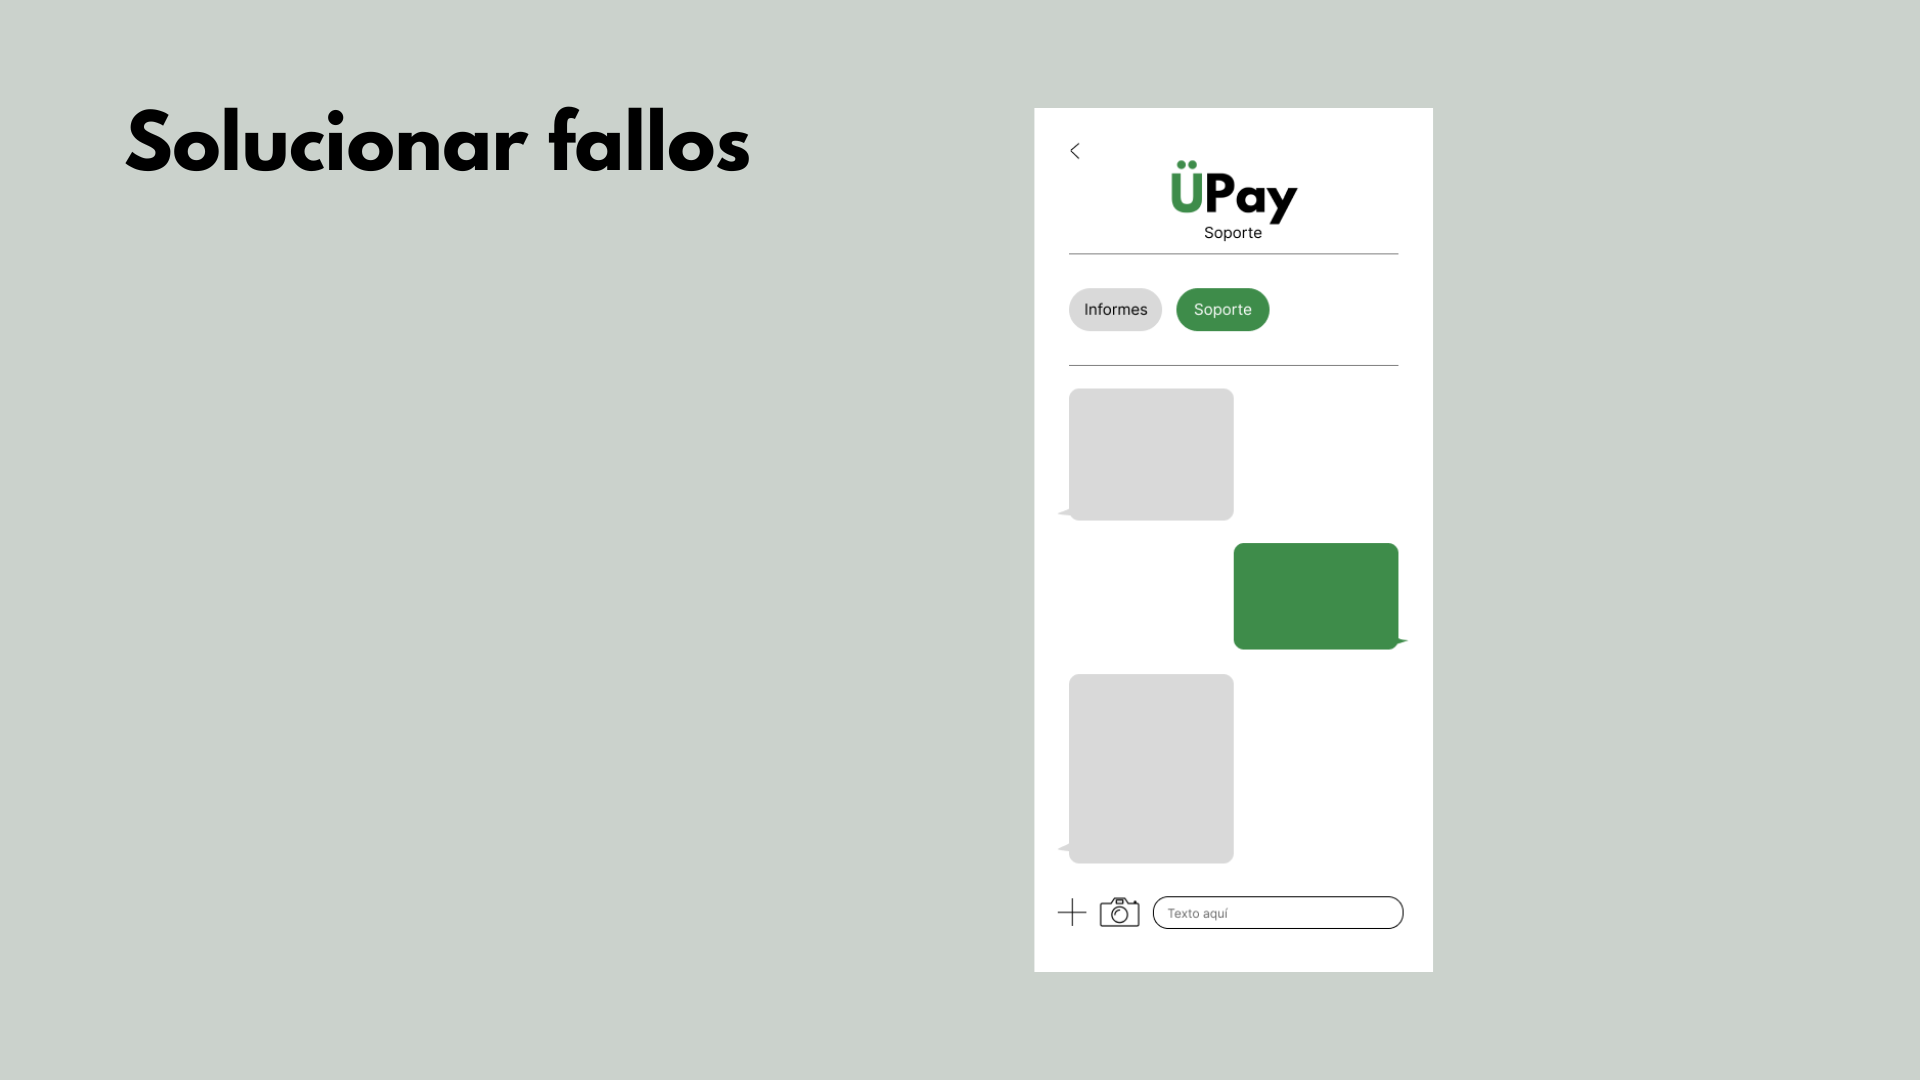 Solucionar fallos
ÜPay
Soporte
Informes
Soporte
Texto aquí